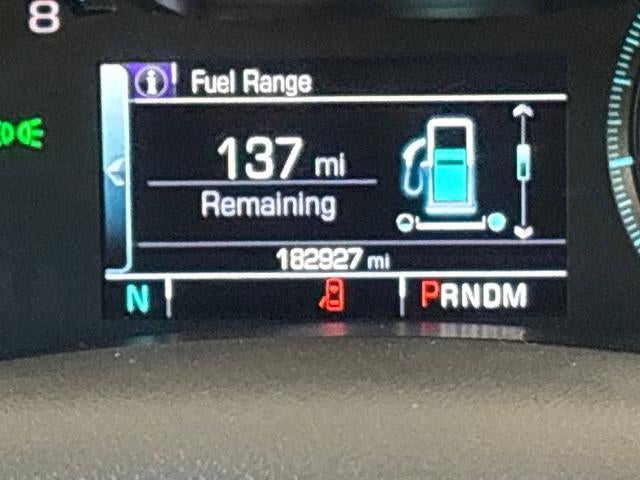 8
i Fuel Range
137 mi
Remaining
182927 mi
N PRNDM